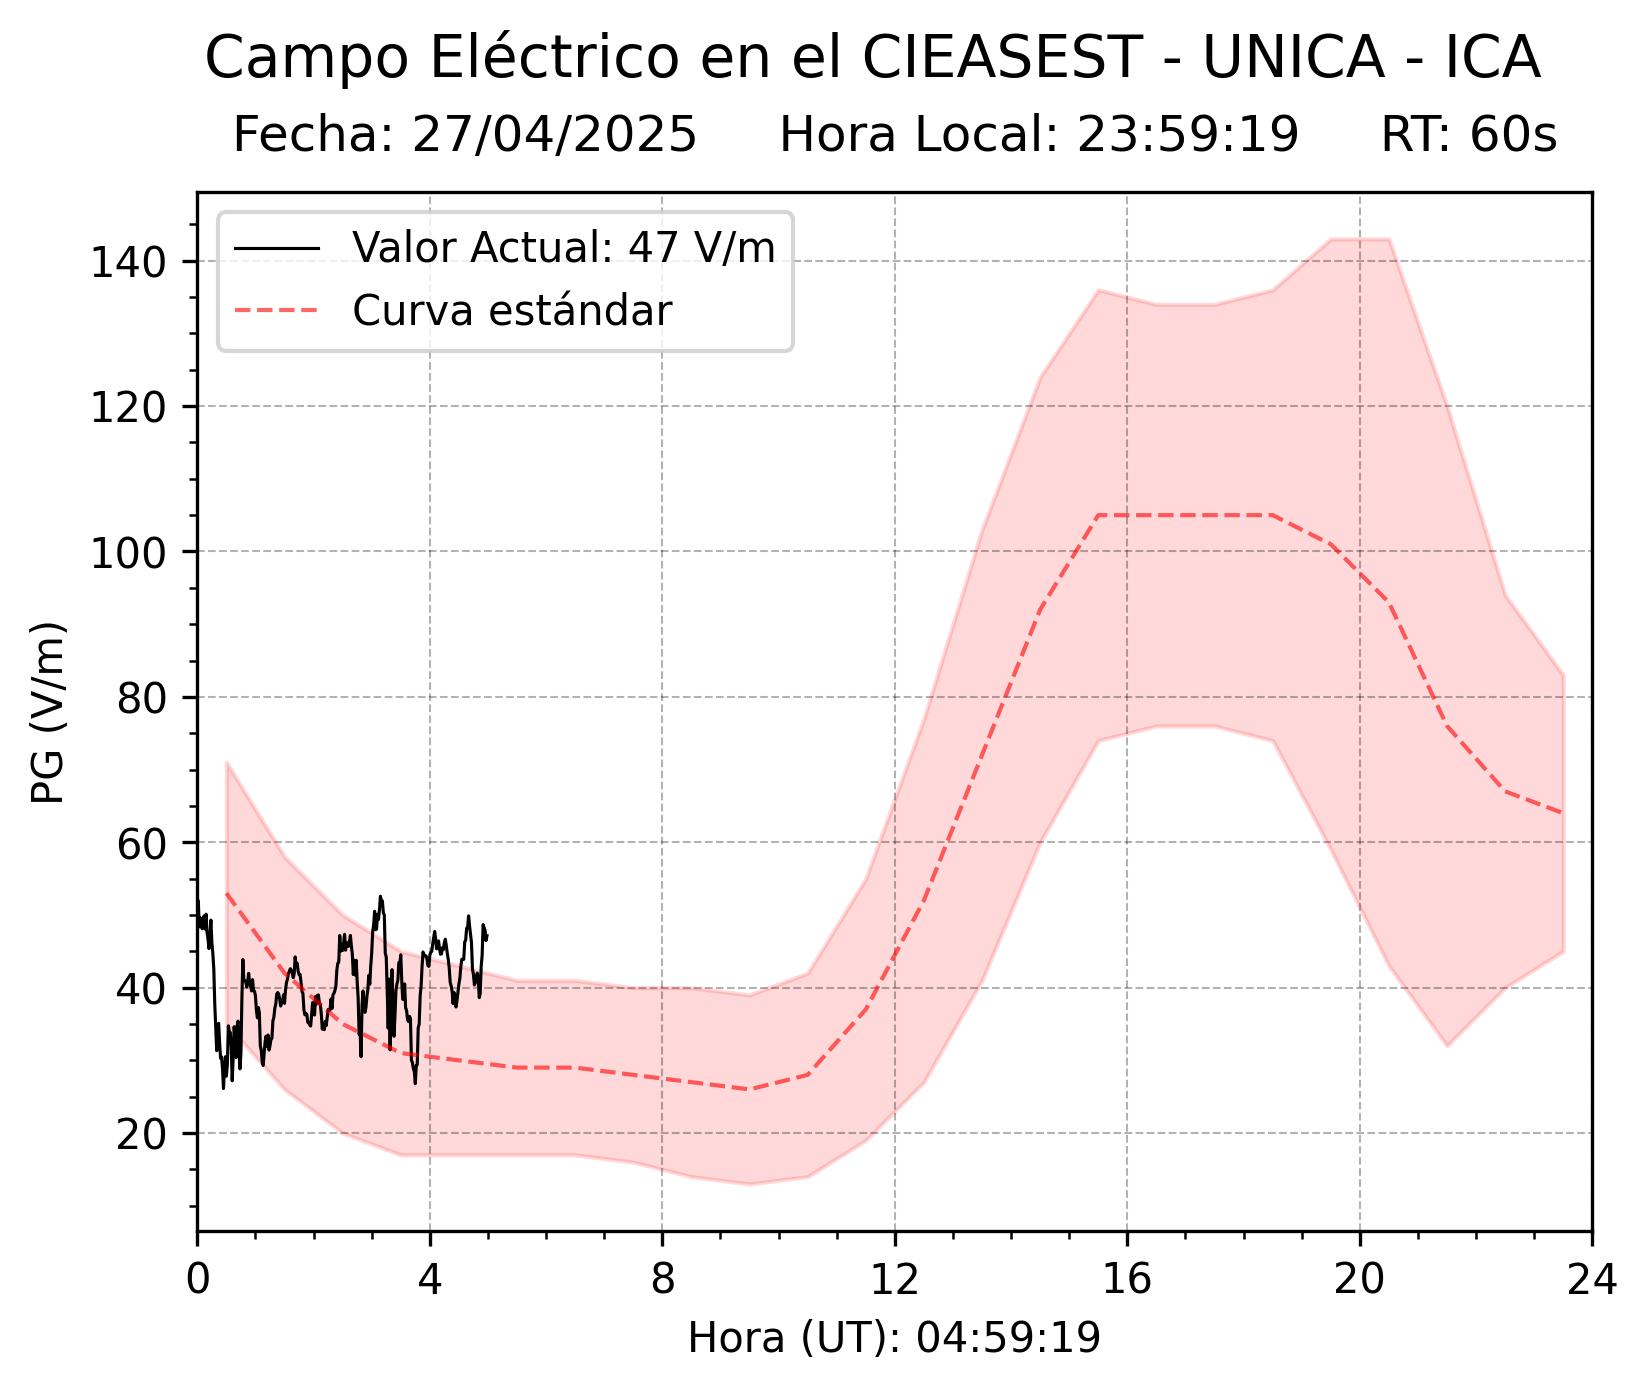 Campo Eléctrico en el CIEASEST - UNICA - ICA
Fecha: 27/04/2025 Hora Local: 23:59:19 RT: 60s
Valor Actual: 47 V/m
Curva estándar
140
120
100
80
60
40
20
PG (V/m)
0 4 8 12 16 20 24
Hora (UT): 04:59:19